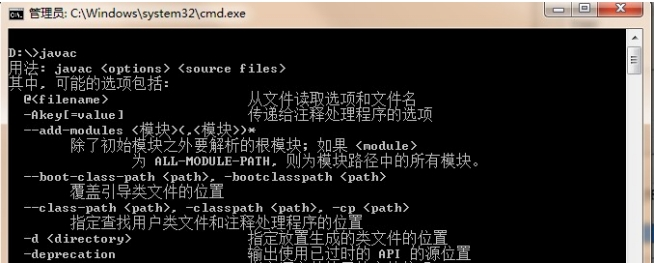 管理员: C:\Windows\system32\cmd.exe
D:\>javac
用法: javac <options> <source files>
其中, 可能的选项包括:
@<filename> 从文件读取选项和文件名
-Akey[=value] 传递给注释处理程序的选项
--add-modules <模块>(,<模块>)*
除了初始模块之外要解析的根模块; 如果 <module>
为 ALL-MODULE-PATH, 则为模块路径中的所有模块。
--boot-class-path <path>, -bootclasspath <path>
覆盖引导类文件的位置
--class-path <path>, -classpath <path>, -cp <path>
指定查找用户类文件和注释处理程序的位置
-d <directory> 指定放置生成的类文件的位置
-deprecation 输出使用已过时的 API 的源位置